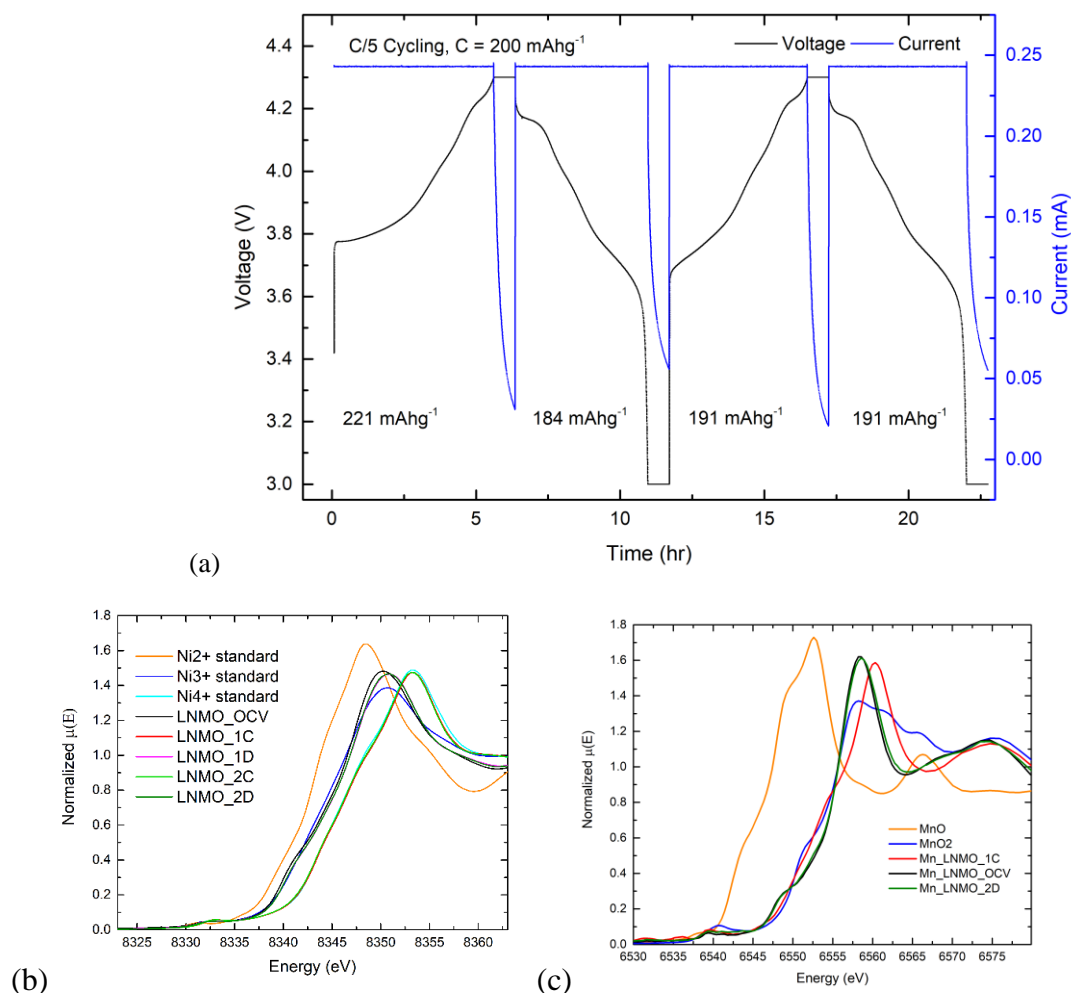 C/5 Cycling, C = 200 mAhg-1
Voltage
Current
4.4
4.2
4.0
3.8
3.6
3.4
3.2
3.0
Voltage (V)
0.25
0.20
0.15
0.10
0.05
0.00
Current (mA)
221 mAhg-1
184 mAhg-1
191 mAhg-1
191 mAhg-1
0 5 10 15 20
Time (hr)
(a)
1.8
1.6
1.4
1.2
1.0
0.8
0.6
0.4
0.2
0.0
Normalized μ(E)
Ni2+ standard
Ni3+ standard
Ni4+ standard
LNMO_OCV
LNMO_1C
LNMO_1D
LNMO_2C
LNMO_2D
8325 8330 8335 8340 8345 8350 8355 8360
Energy (eV)
(b)
1.8
1.6
1.4
1.2
1.0
0.8
0.6
0.4
0.2
0.0
Normalized μ(E)
MnO
MnO2
Mn_LNMO_1C
Mn_LNMO_OCV
Mn_LNMO_2D
6530 6535 6540 6545 6550 6555 6560 6565 6570 6575
Energy (eV)
(c)